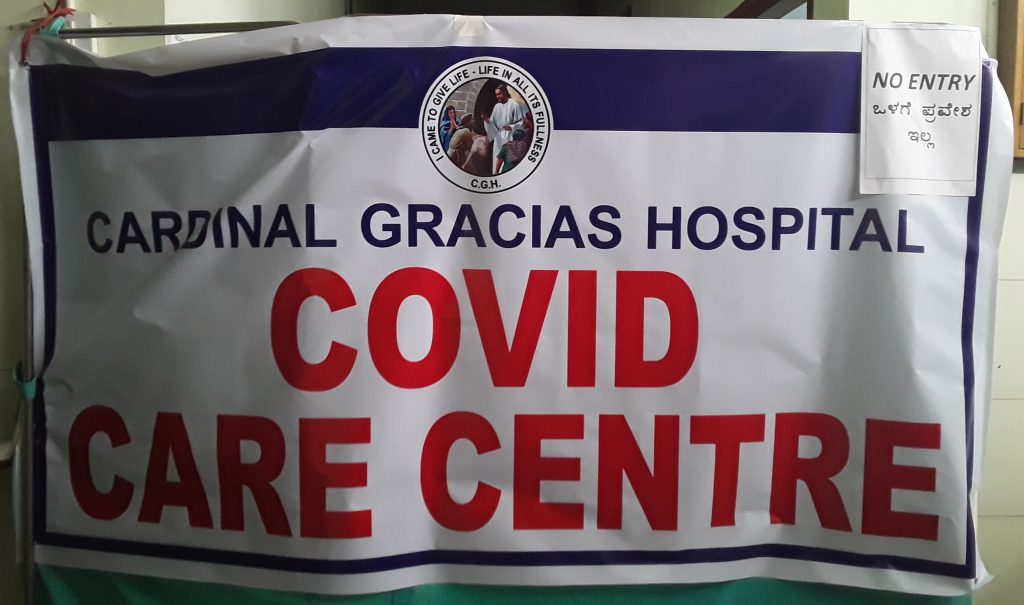 I CAME TO GIVE LIFE - LIFE IN ALL ITS FULLNESS
C.G.H.
NO ENTRY
ಒಳಗೆ ಪ್ರವೇಶ
ಇಲ್ಲ
CARDINAL GRACIAS HOSPITAL
COVID
CARE CENTRE